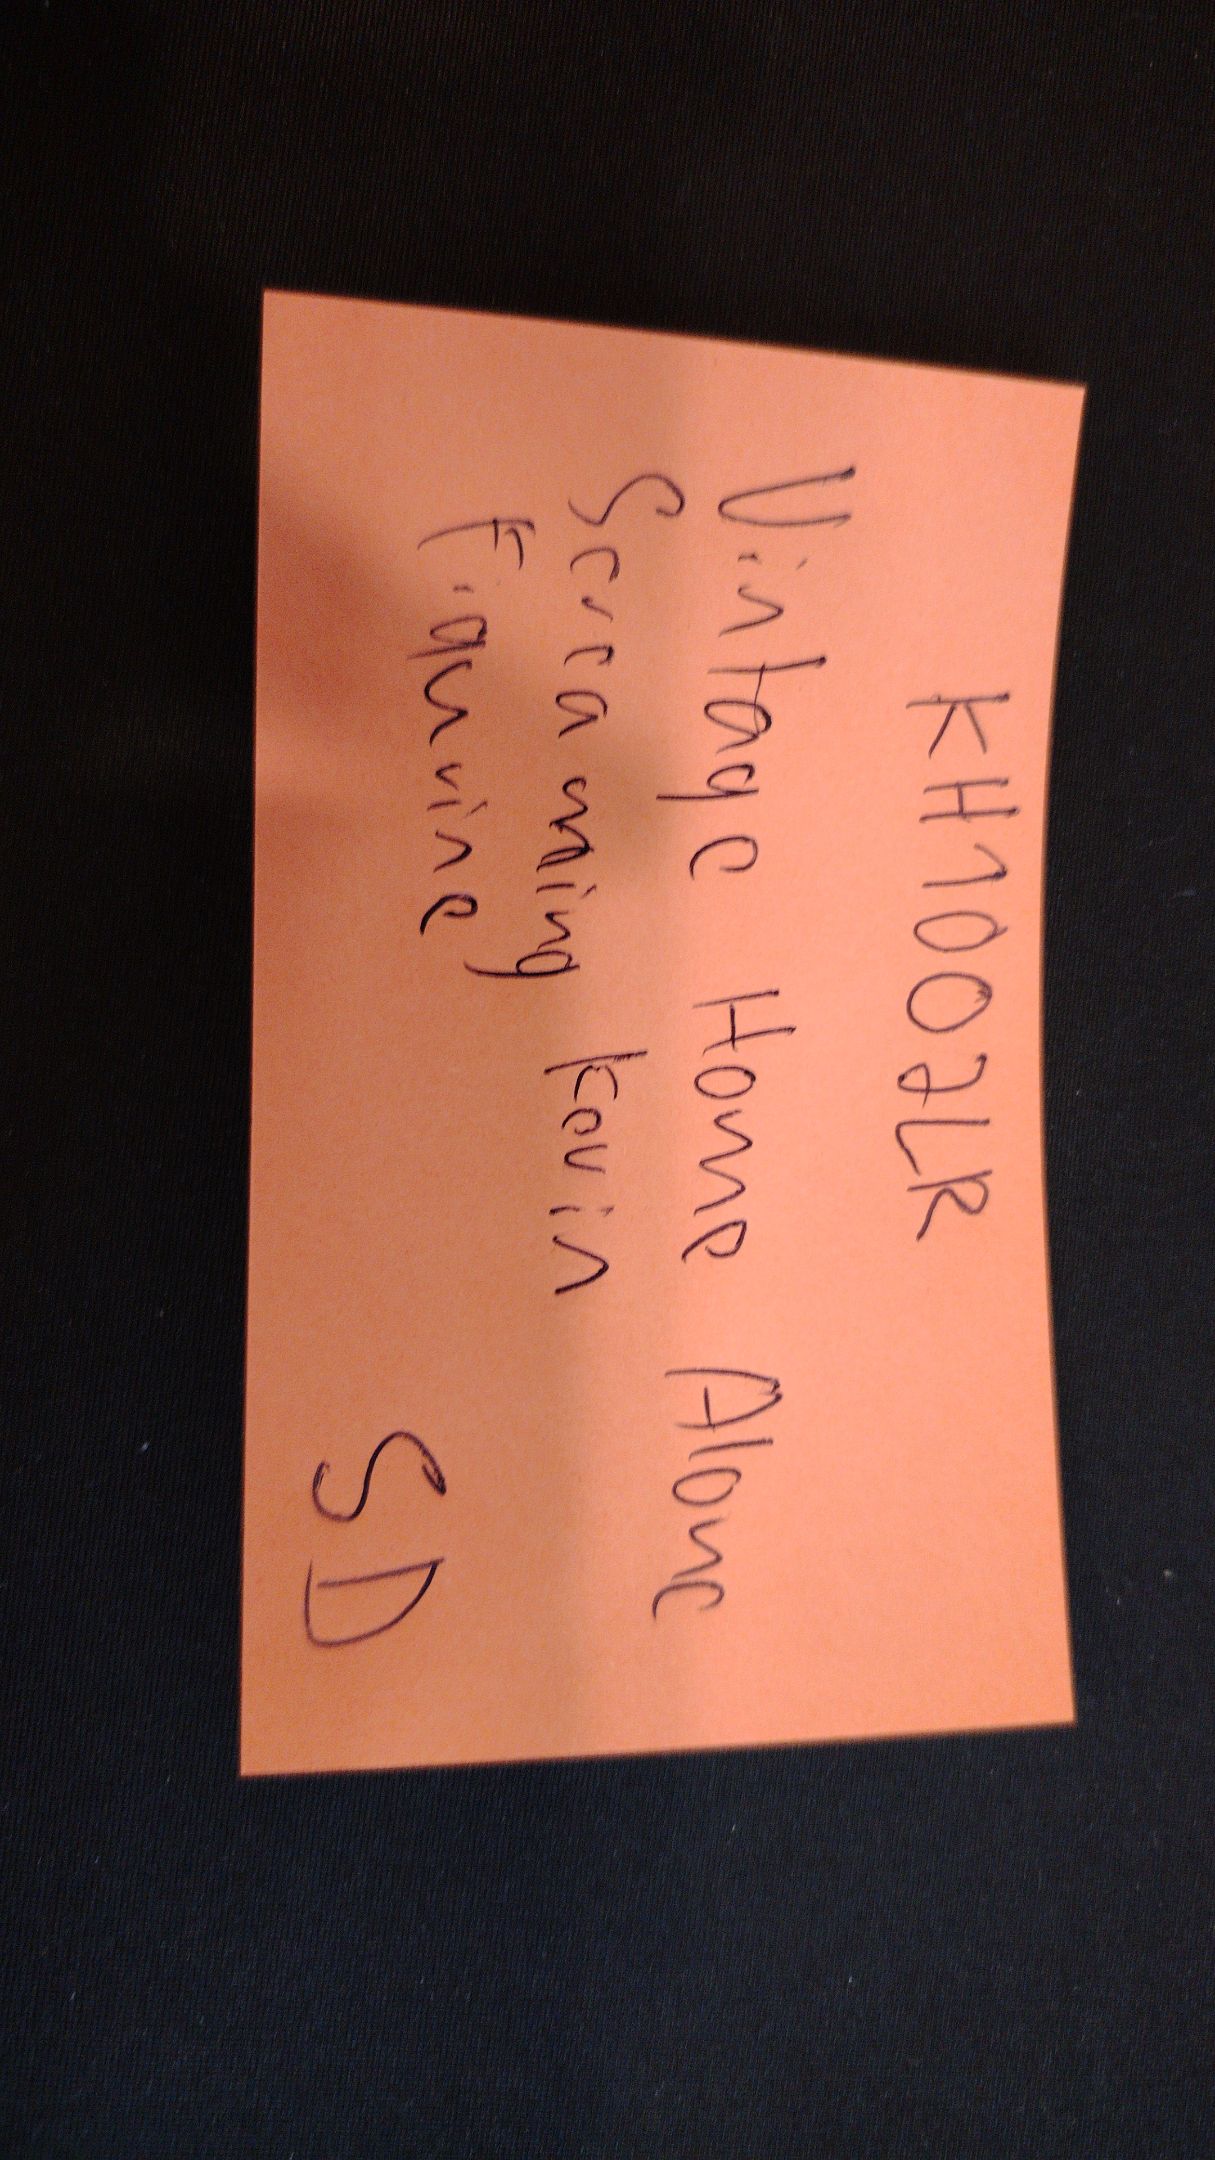 KH1007LR
Vintage Home Alone
Screaming Kevin
Figurine
SD